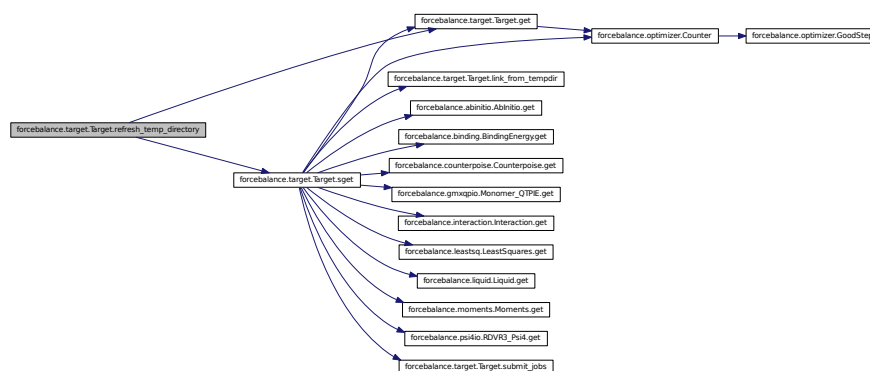 forcebalance.target.Target.get
forcebalance.optimizer.Counter
forcebalance.optimizer.GoodStep
forcebalance.target.Target.link_from_tempdir
forcebalance.abinitio.AbInitio.get
forcebalance.target.Target.refresh_temp_directory
forcebalance.binding.BindingEnergy.get
forcebalance.counterpoise.Counterpoise.get
forcebalance.target.Target.sget
forcebalance.gmxqpio.Monomer_QTPIE.get
forcebalance.interaction.Interaction.get
forcebalance.leastsq.LeastSquares.get
forcebalance.liquid.Liquid.get
forcebalance.moments.Moments.get
forcebalance.psi4io.RDVR3_Psi4.get
forcebalance.target.Target.submit_jobs